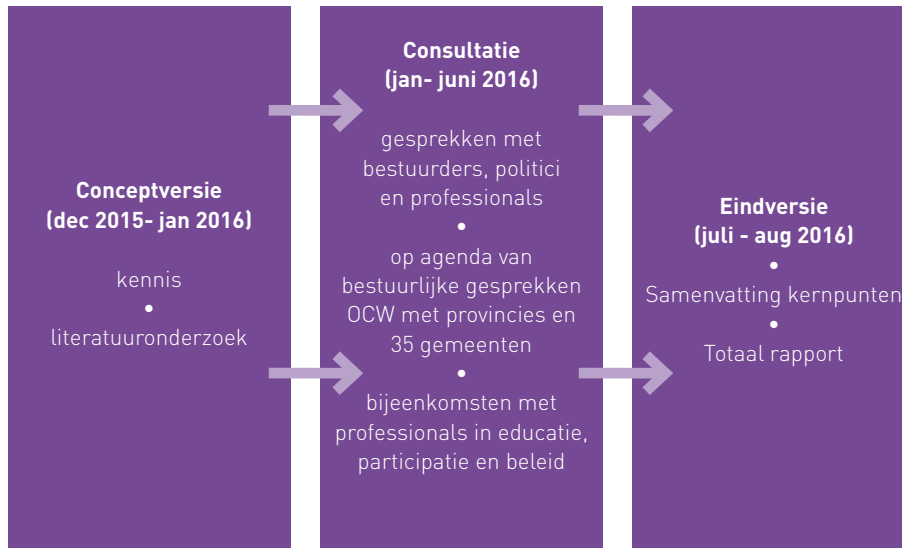 Conceptversie
(dec 2015- jan 2016)
kennis
•
literatuuronderzoek
Consultatie
(jan- juni 2016)
gesprekken met
bestuurders, politici
en professionals
•
op agenda van
bestuurlijke gesprekken
OCW met provincies en
35 gemeenten
•
bijeenkomsten met
professionals in educatie,
participatie en beleid
Eindversie
(juli - aug 2016)
•
Samenvatting kernpunten
•
Totaal rapport